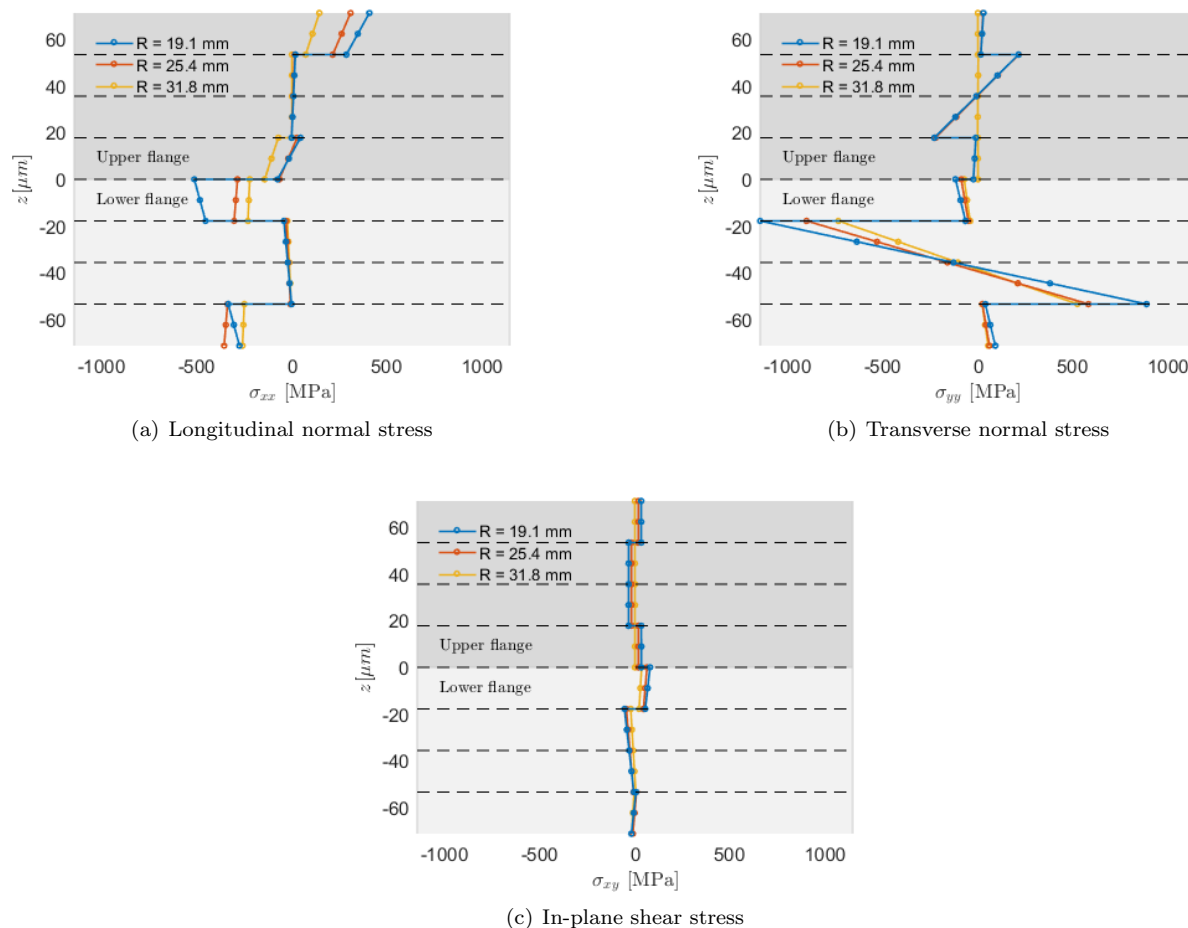 60
40
20
0
-20
-40
-60
z [μm]
R = 19.1 mm
R = 25.4 mm
R = 31.8 mm
Upper flange
Lower flange
-1000 -500 0 500 1000
σxx [MPa]
(a) Longitudinal normal stress
60
40
20
0
-20
-40
-60
z [μm]
R = 19.1 mm
R = 25.4 mm
R = 31.8 mm
Upper flange
Lower flange
-1000 -500 0 500 1000
σyy [MPa]
(b) Transverse normal stress
60
40
20
0
-20
-40
-60
z [μm]
R = 19.1 mm
R = 25.4 mm
R = 31.8 mm
Upper flange
Lower flange
-1000 -500 0 500 1000
σxy [MPa]
(c) In-plane shear stress